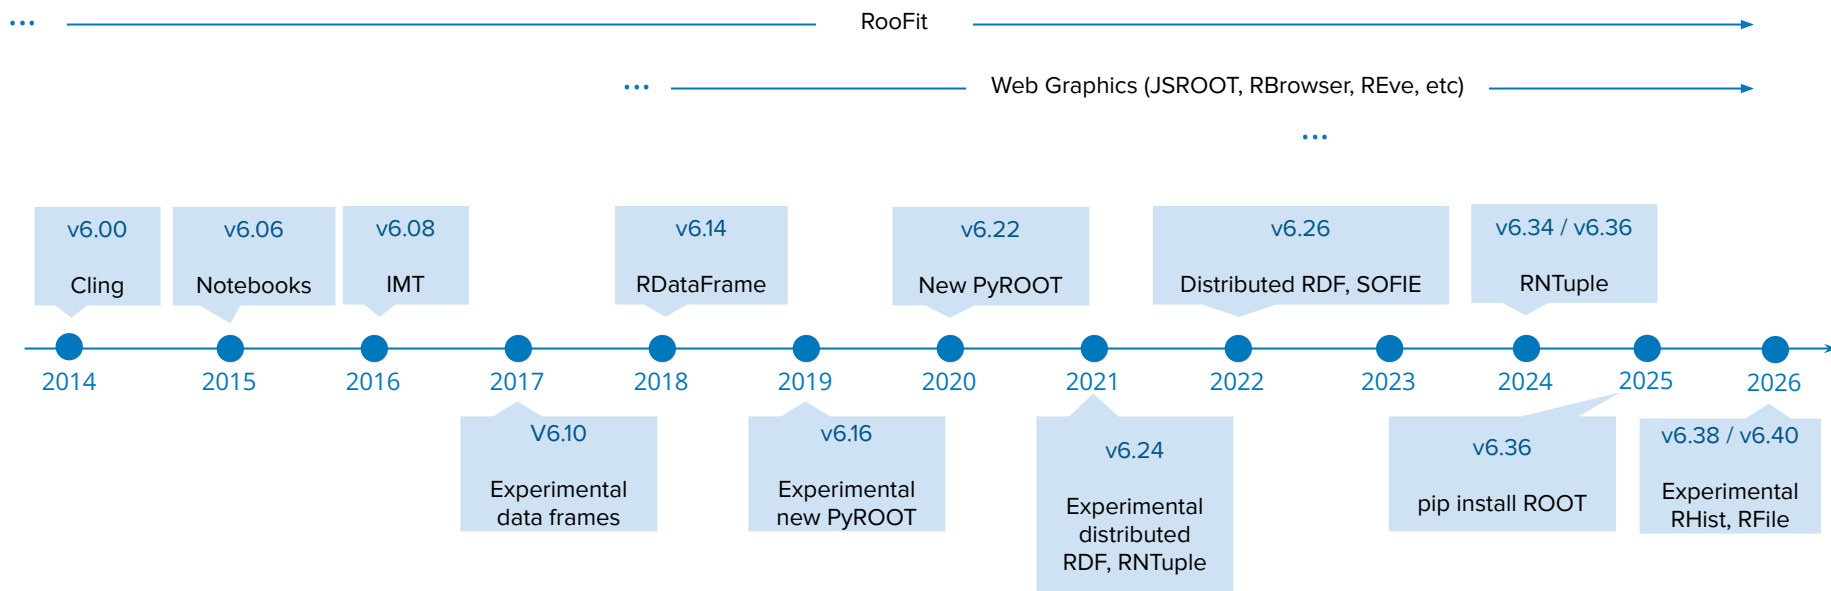 ... RooFit
... Web Graphics (JSROOT, RBrowser, REve, etc)
...
v6.00
Cling
v6.06
Notebooks
v6.08
IMT
v6.14
RDataFrame
v6.22
New PyROOT
v6.26
Distributed RDF, SOFIE
v6.34 / v6.36
RNTuple
2014 2015 2016 2017 2018 2019 2020 2021 2022 2023 2024 2025 2026
V6.10
Experimental
data frames
v6.16
Experimental
new PyROOT
v6.24
Experimental
distributed
RDF, RNTuple
v6.36
pip install ROOT
v6.38 / v6.40
Experimental
RHist, RFile